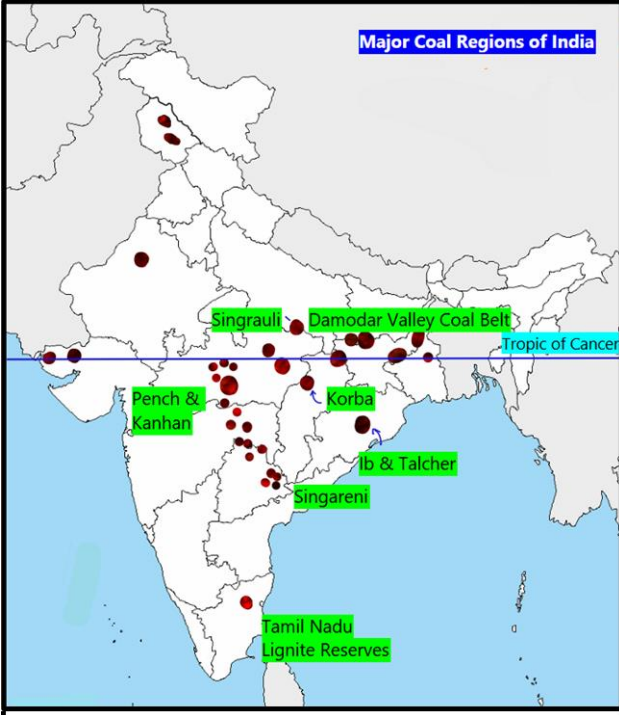 Major Coal Regions of India
Singrauli
Damodar Valley Coal Belt
Tropic of Cancer
Pench &
Kanhan
Korba
Ib & Talcher
Singareni
Tamil Nadu
Lignite Reserves